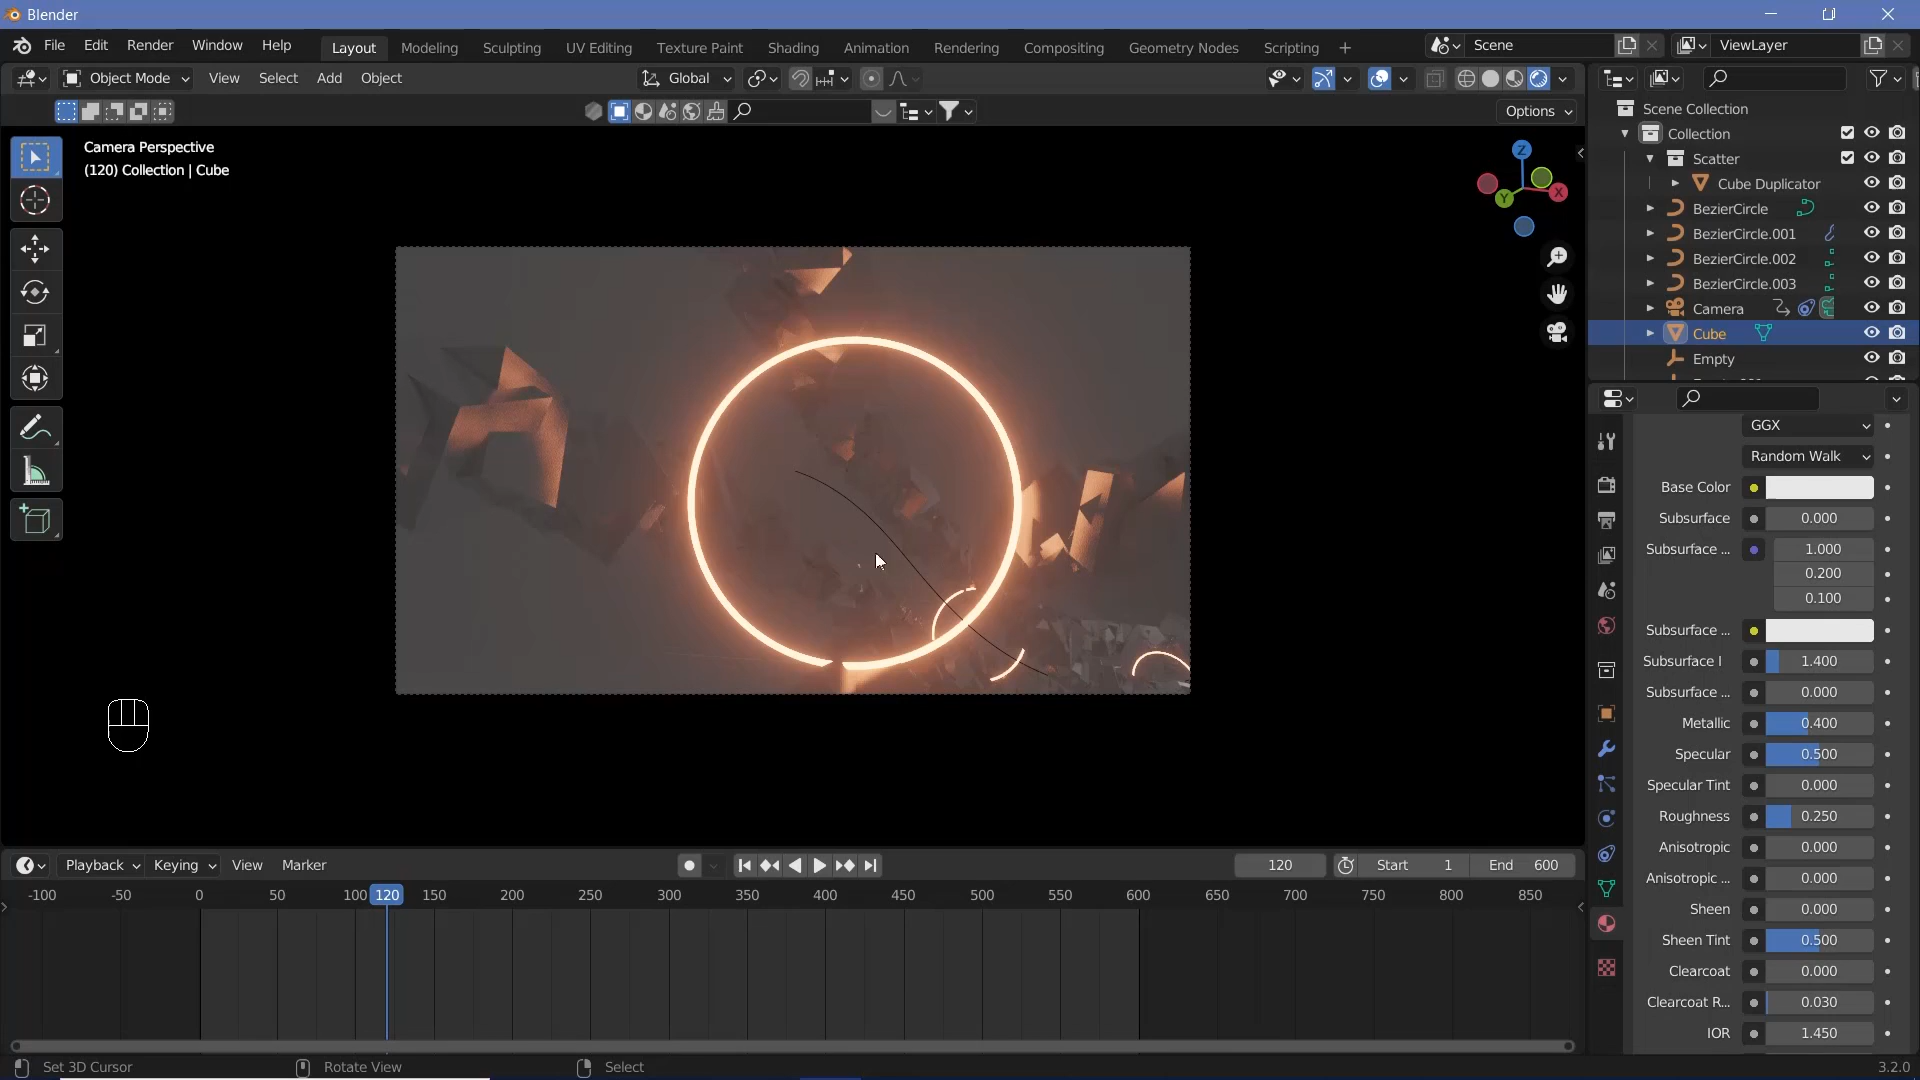 Blender
File Edit Render Window Help Layout Modeling Sculpting UV Editing Texture Paint Shading Animation Rendering Compositing Geometry Nodes Scripting Scene ViewLayer
Object Mode View Select Add Object Global
Options
Camera Perspective
(120) Collection | Cube
Z
X
Y
Scene Collection
Collection
Scatter
Cube Duplicator
BezierCircle
BezierCircle.001
BezierCircle.002
BezierCircle.003
Camera
Cube
Empty
GGX
Random Walk
Base Color
Subsurface 0.000
Subsurface ... 1.000
0.200
0.100
Subsurface ...
Subsurface I 1.400
Subsurface ... 0.000
Metallic 0.400
Specular 0.500
Specular Tint 0.000
Roughness 0.250
Anisotropic 0.000
Anisotropic ... 0.000
Sheen 0.000
Sheen Tint 0.500
Clearcoat 0.000
Clearcoat R... 0.030
IOR 1.450
Playback Keying View Marker 120 Start 1 End 600
-100 -50 0 50 100 120 150 200 250 300 350 400 450 500 550 600 650 700 750 800 850
Set 3D Cursor Rotate View Select 3.2.0